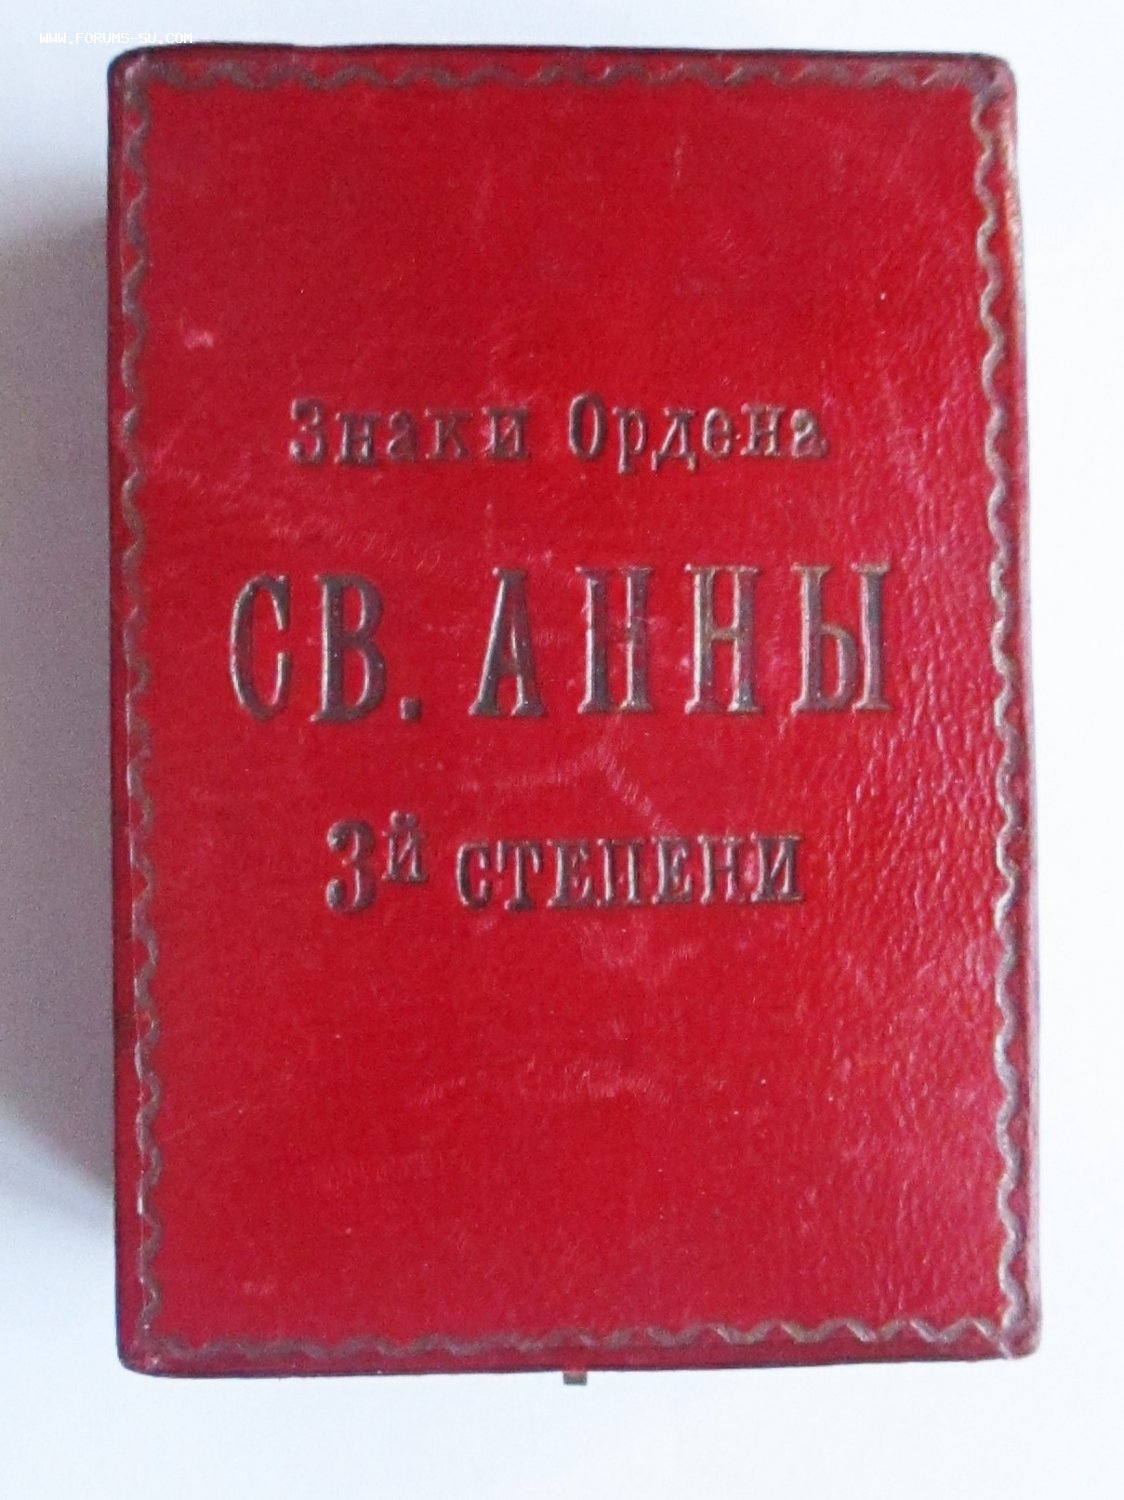 WWW.FORUMS-SU.COM
Знаки Ордена
СВ. АННЫ
3й СТЕПЕНИ